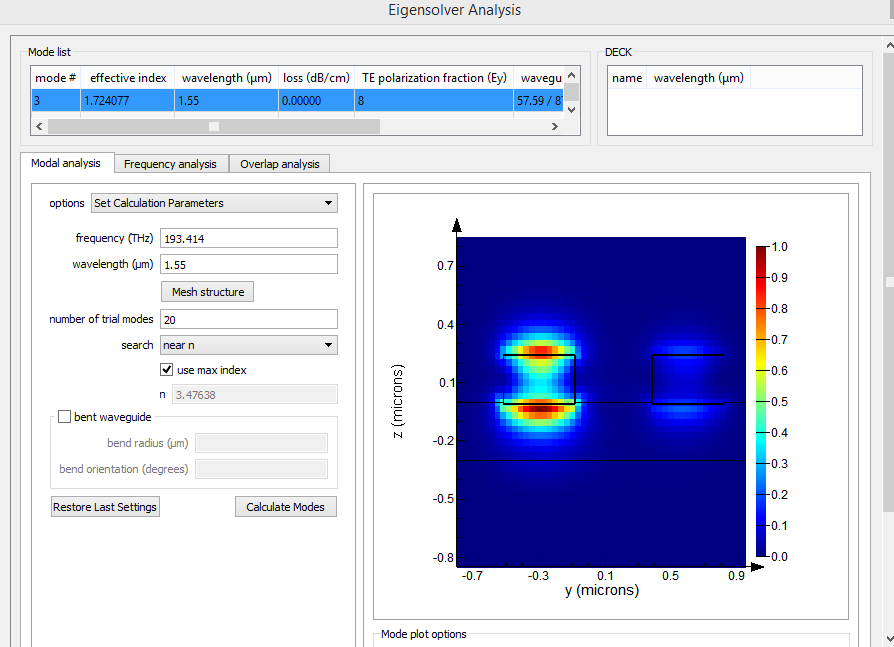 Eigensolver Analysis
Mode list
mode # effective index wavelength (µm) loss (dB/cm) TE polarization fraction (Ey) wavegu
3 1.724077 1.55 0.00000 8 57.59 / 8
DECK
name wavelength (µm)
Modal analysis Frequency analysis Overlap analysis
options Set Calculation Parameters
frequency (THz) 193.414
wavelength (µm) 1.55
Mesh structure
number of trial modes 20
search near n
use max index
n 3.47638
bent waveguide
bend radius (µm)
bend orientation (degrees)
Restore Last Settings Calculate Modes
z (microns)
0.7
0.4
0.1
-0.2
-0.5
-0.8
-0.7 -0.3 0.1 0.5 0.9
y (microns)
1.0
0.9
0.8
0.7
0.6
0.5
0.4
0.3
0.2
0.1
0.0
Mode plot options